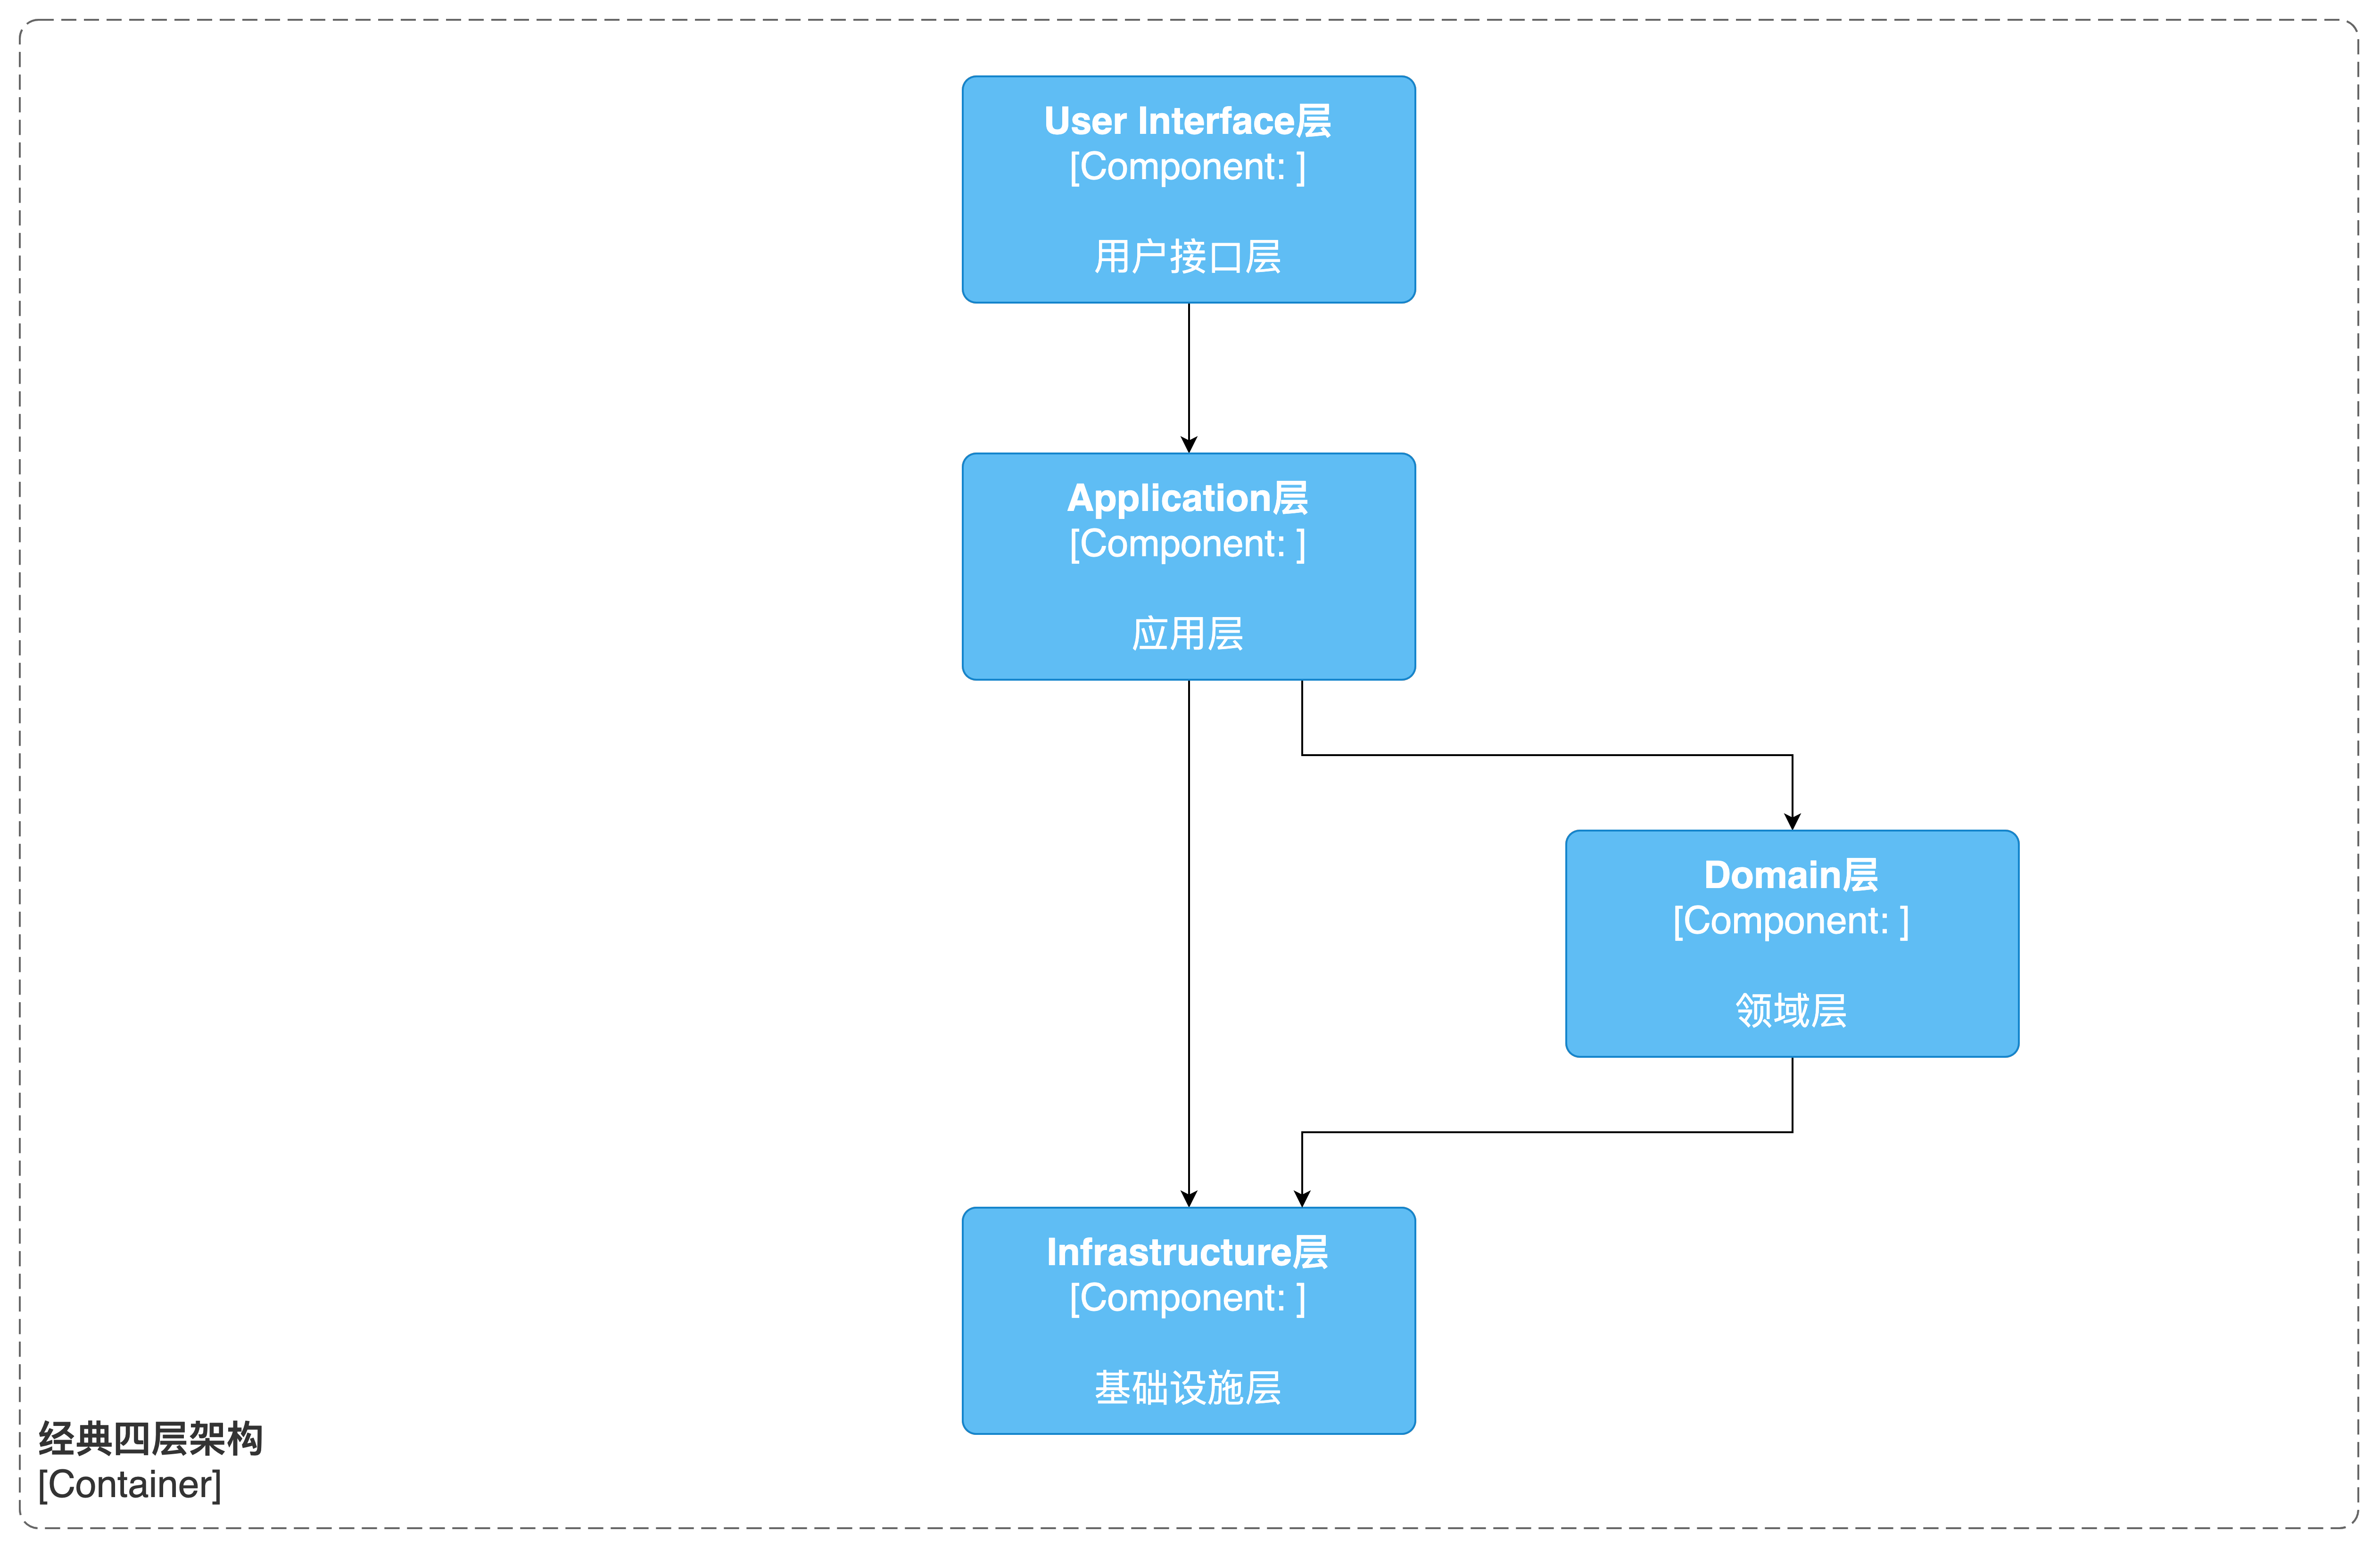 User Interface层
[Component: ]
用户接口层
Application层
[Component: ]
应用层
Domain层
[Component: ]
领域层
Infrastructure层
[Component: ]
基础设施层
经典四层架构
[Container]